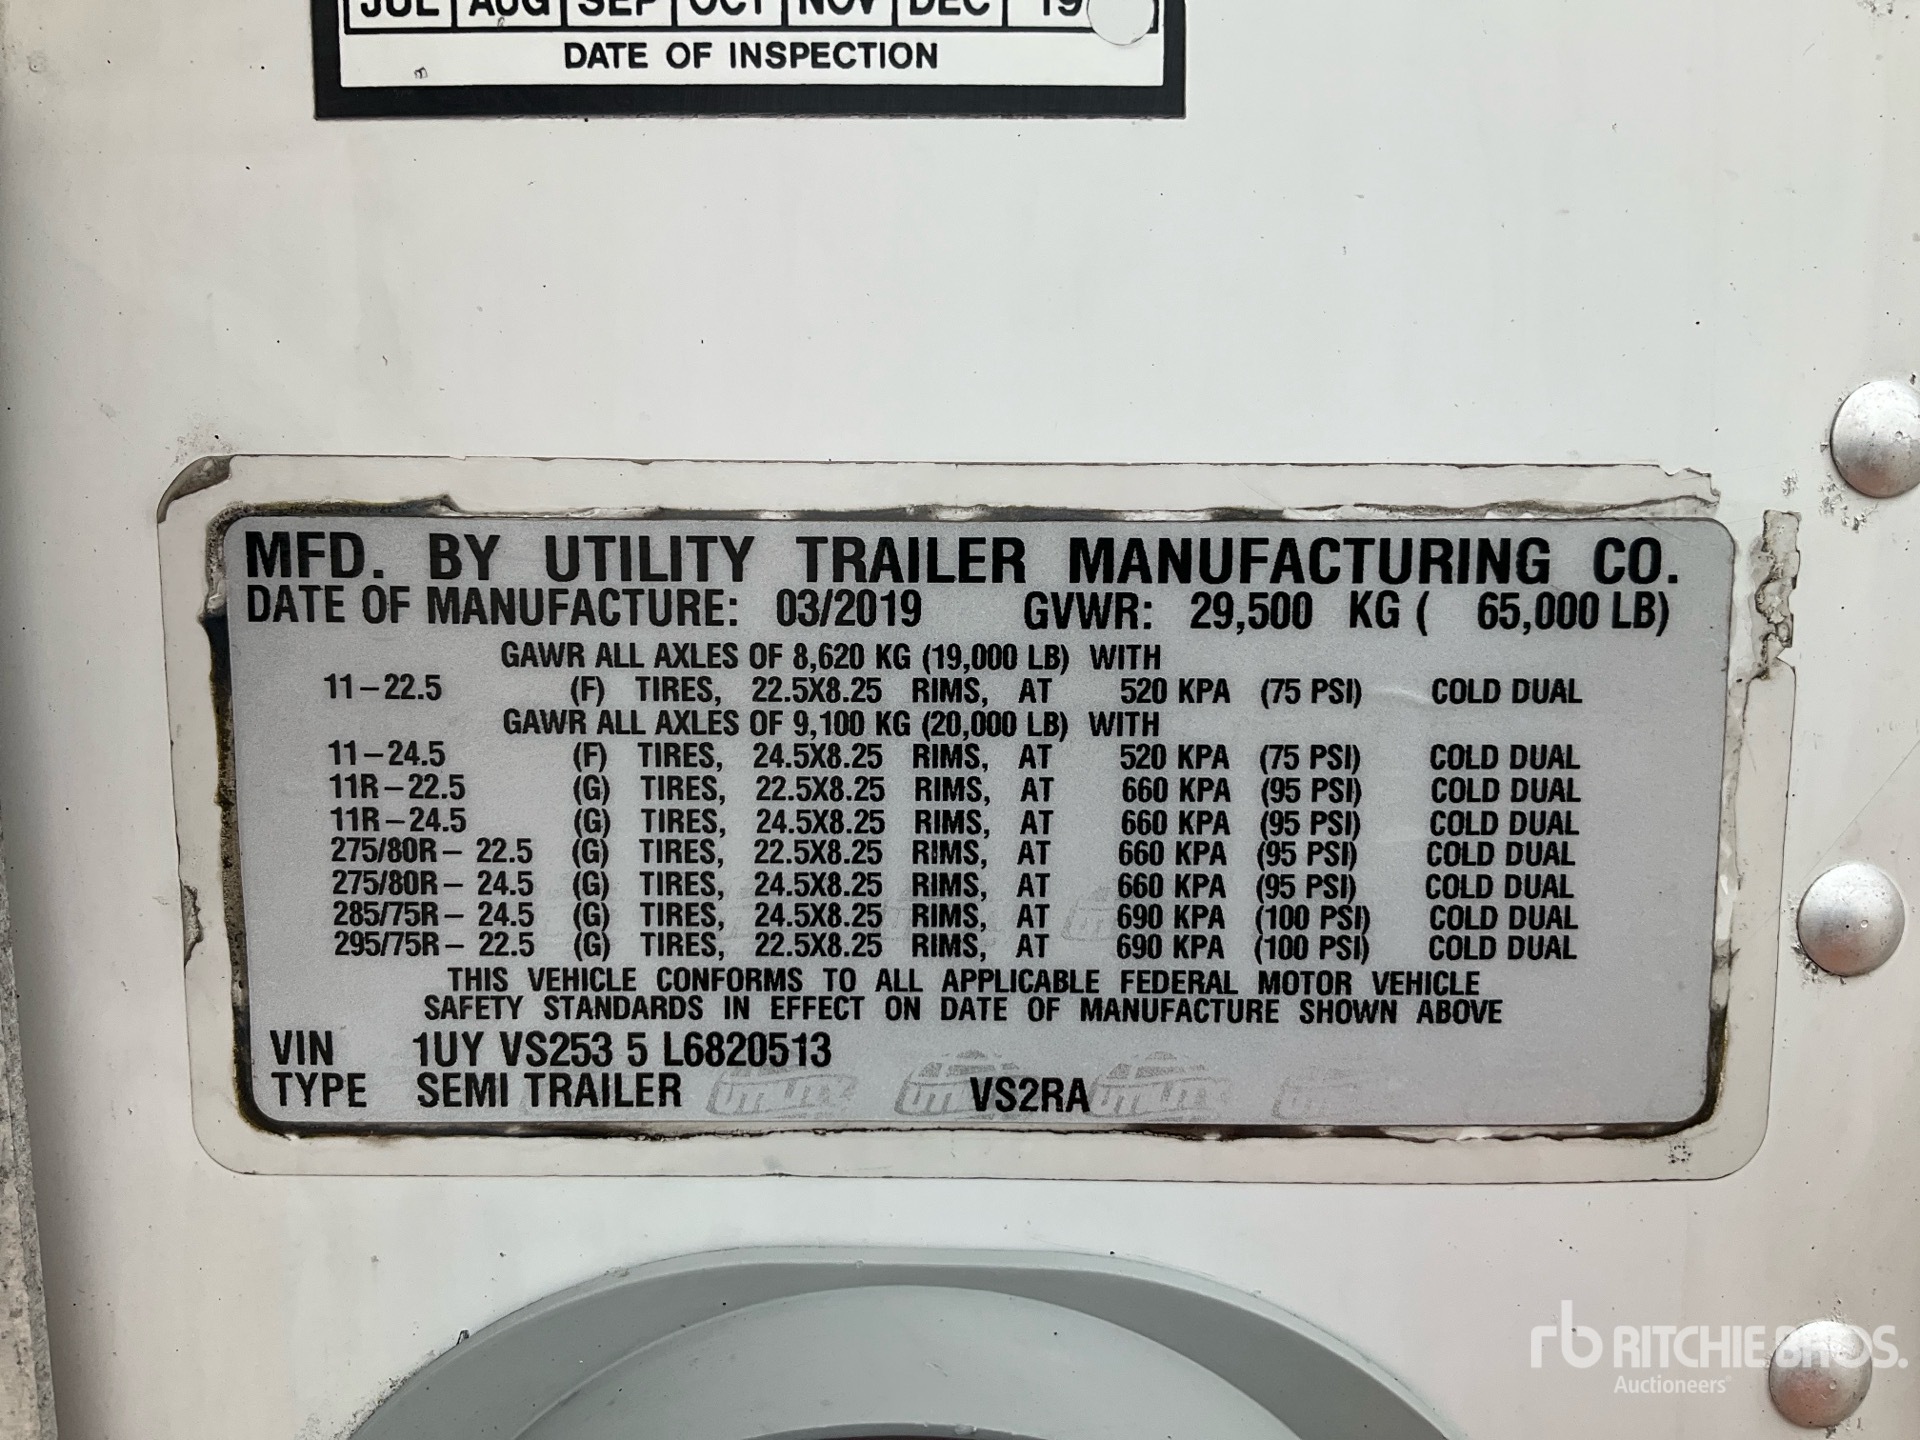 JUL AUG SEP OCT NOV DEC 19
DATE OF INSPECTION
MFD. BY UTILITY TRAILER MANUFACTURING CO.
DATE OF MANUFACTURE: 03/2019 GVWR: 29,500 KG ( 65,000 LB)
GAWR ALL AXLES OF 8,620 KG (19,000 LB) WITH
11-22.5 (F) TIRES, 22.5X8.25 RIMS, AT 520 KPA (75 PSI) COLD DUAL
GAWR ALL AXLES OF 9,100 KG (20,000 LB) WITH
11-24.5 (F) TIRES, 24.5X8.25 RIMS, AT 520 KPA (75 PSI) COLD DUAL
11R-22.5 (G) TIRES, 22.5X8.25 RIMS, AT 660 KPA (95 PSI) COLD DUAL
11R-24.5 (G) TIRES, 24.5X8.25 RIMS, AT 660 KPA (95 PSI) COLD DUAL
275/80R- 22.5 (G) TIRES, 22.5X8.25 RIMS, AT 660 KPA (95 PSI) COLD DUAL
275/80R- 24.5 (G) TIRES, 24.5X8.25 RIMS, AT 660 KPA (95 PSI) COLD DUAL
285/75R- 24.5 (G) TIRES, 24.5X8.25 RIMS, AT 690 KPA (100 PSI) COLD DUAL
295/75R- 22.5 (G) TIRES, 22.5X8.25 RIMS, AT 690 KPA (100 PSI) COLD DUAL
THIS VEHICLE CONFORMS TO ALL APPLICABLE FEDERAL MOTOR VEHICLE
SAFETY STANDARDS IN EFFECT ON DATE OF MANUFACTURE SHOWN ABOVE
VIN 1UY VS253 5 L6820513
TYPE SEMI TRAILER VS2RA
UTILITY UTILITY UTILITY
rb RITCHIE BROS.
Auctioneers